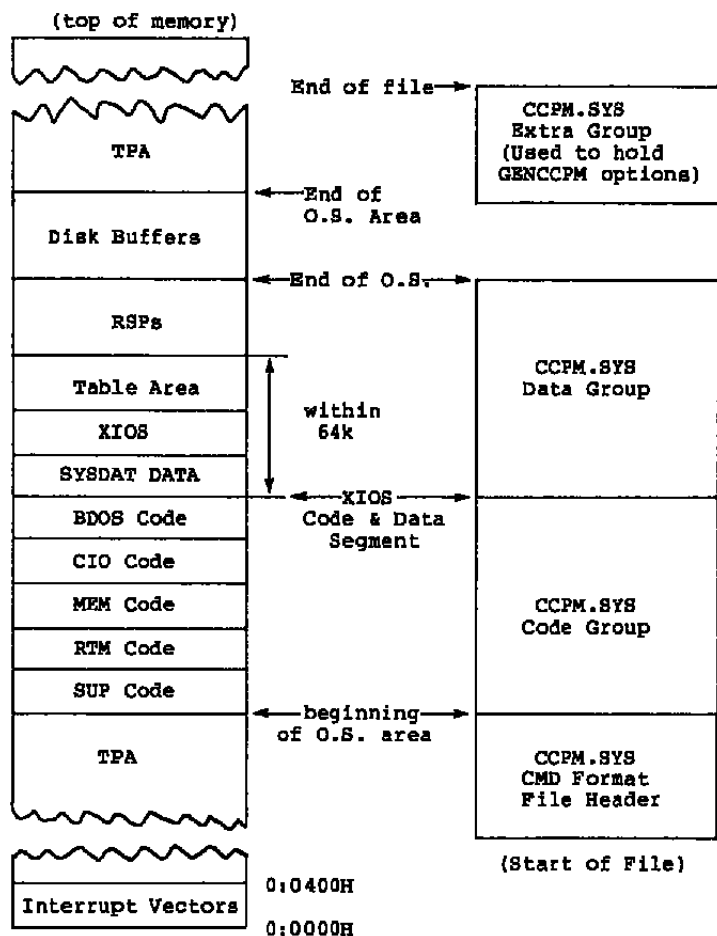 (top of memory)
TPA
Disk Buffers
RSPs
Table Area
XIOS
SYSDAT DATA
BDOS Code
CIO Code
MEM Code
RTM Code
SUP Code
TPA
Interrupt Vectors
End of file
End of
O.S. Area
End of O.S.
within
64k
XIOS
Code & Data
Segment
beginning
of O.S. area
0:0400H
0:0000H
CCPM.SYS
Extra Group
(Used to hold
GENCCPM options)
CCPM.SYS
Data Group
CCPM.SYS
Code Group
CCPM.SYS
CMD Format
File Header
(Start of File)